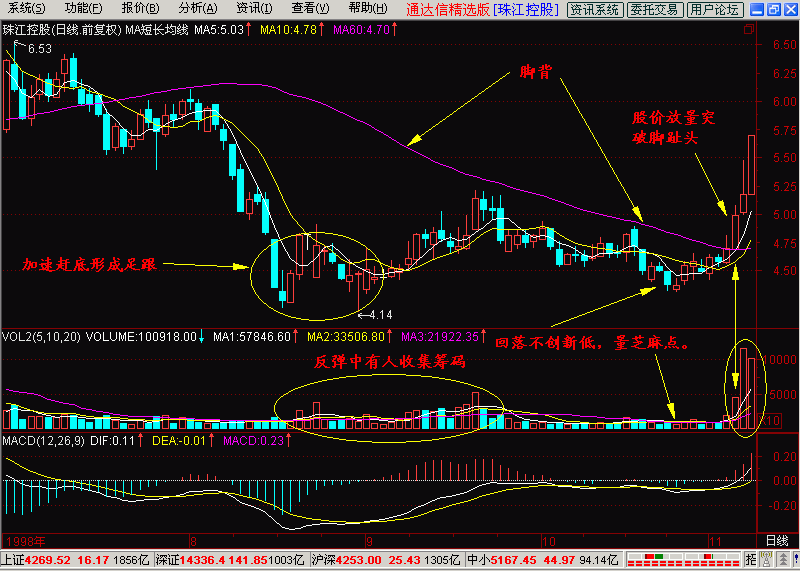 系统(S) 功能(F) 报价(B) 分析(A) 资讯(I) 查看(V) 帮助(H) 通达信精选版[珠江控股] 资讯系统 委托交易 用户论坛
珠江控股(日线.前复权) MA短长均线 MA5:5.03↑ MA10:4.78↑ MA60:4.70↑
6.53
6.50
6.25
6.00
5.75
5.50
5.25
5.00
4.75
4.50
脚背
股价放量突
破脚趾头
加速赶底形成足跟
4.14
VOL2(5,10,20) VOLUME:100918.00↓ MA1:57846.60↑ MA2:33506.80↑ MA3:21922.35↑
回落不创新低，量芝麻点。
反弹中有人收集筹码
10000
5000
X10
MACD(12,26,9) DIF:0.11↑ DEA:-0.01↑ MACD:0.23↑
0.20
0.00
-0.20
1998年 8 9 10 11 日线
上证4269.52 16.17 1856亿 深证14336.4 141.85 1003亿 沪深4253.00 25.43 1305亿 中小5167.45 44.97 94.14亿 招